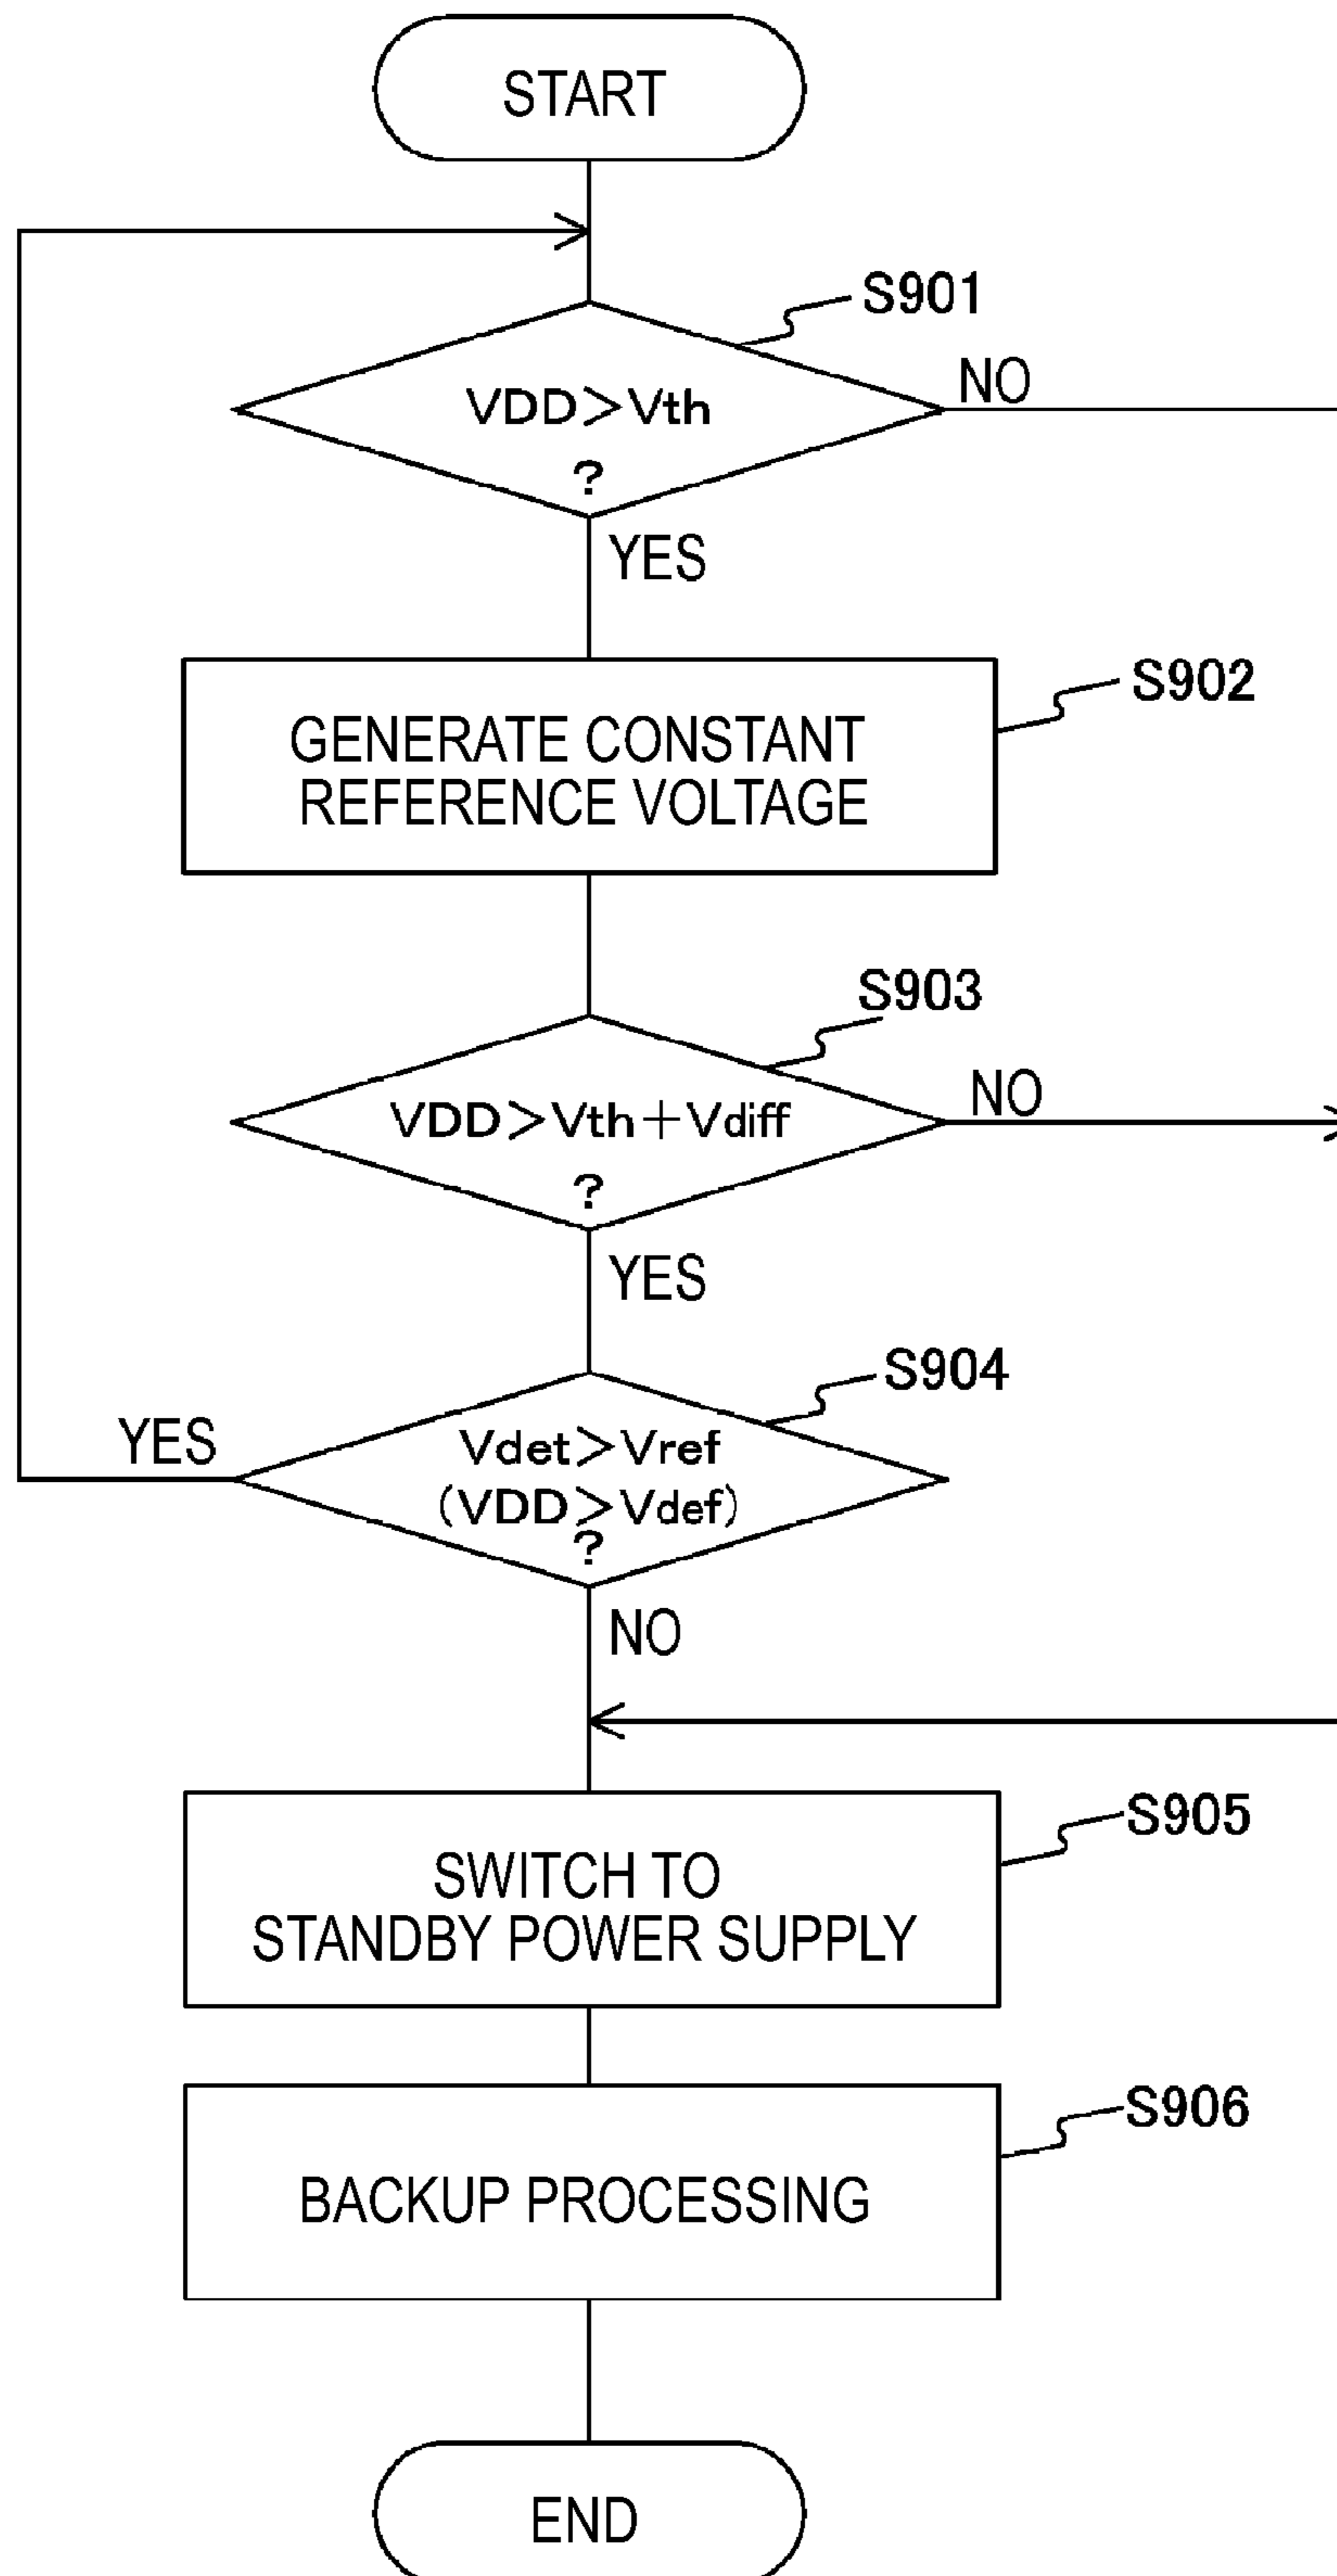 START
S901
VDD>Vth
?
NO
YES
S902
GENERATE CONSTANT
REFERENCE VOLTAGE
S903
VDD>Vth+Vdiff
?
NO
YES
S904
YES
Vdet>Vref
(VDD>Vdef)
?
NO
S905
SWITCH TO
STANDBY POWER SUPPLY
S906
BACKUP PROCESSING
END